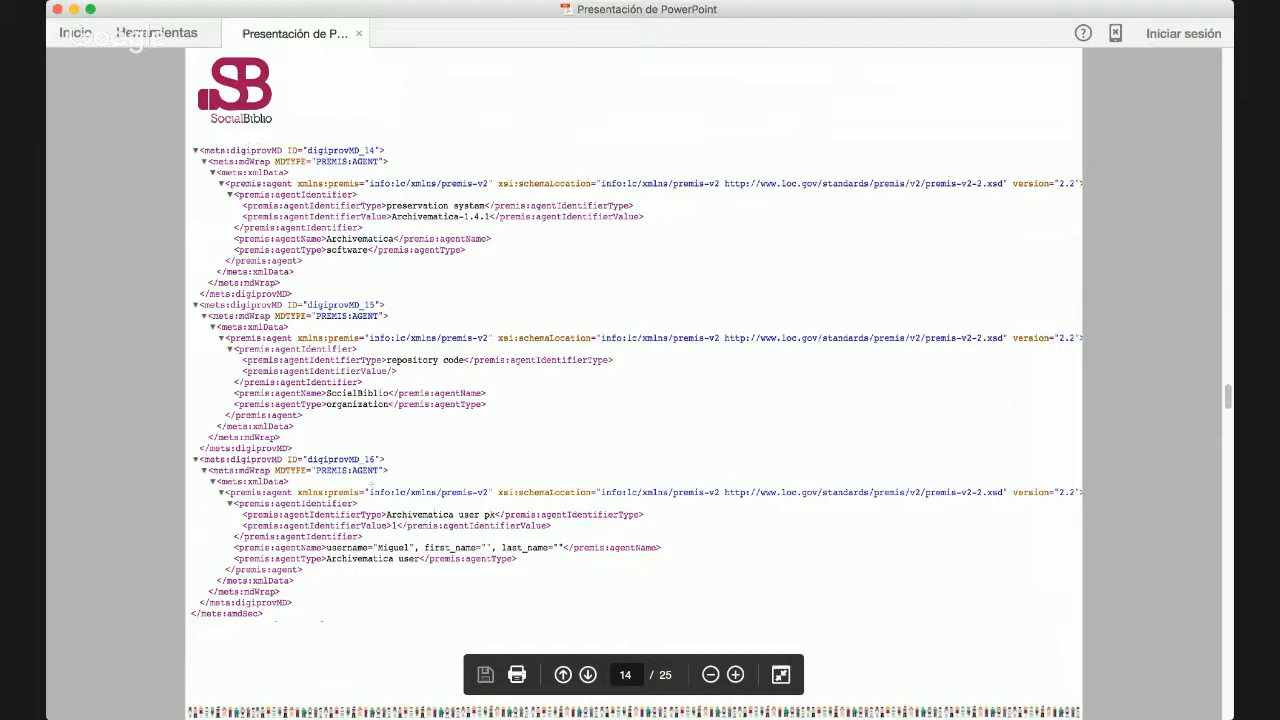 Presentación de PowerPoint
Inicio Herramientas Presentación de P... × ? Iniciar sesión
Google
SB
SocialBiblio
▼<mets:digiprovMD ID="digiprovMD_14">
▼<mets:mdWrap MDTYPE="PREMIS:AGENT">
▼<mets:xmlData>
▼<premis:agent xmlns:premis="info:lc/xmlns/premis-v2" xsi:schemaLocation="info:lc/xmlns/premis-v2 http://www.loc.gov/standards/premis/v2/premis-v2-2.xsd" version="2.2">
▼<premis:agentIdentifier>
<premis:agentIdentifierType>preservation system</premis:agentIdentifierType>
<premis:agentIdentifierValue>Archivematica-1.4.1</premis:agentIdentifierValue>
</premis:agentIdentifier>
<premis:agentName>Archivematica</premis:agentName>
<premis:agentType>software</premis:agentType>
</premis:agent>
</mets:xmlData>
</mets:mdWrap>
</mets:digiprovMD>
▼<mets:digiprovMD ID="digiprovMD_15">
▼<mets:mdWrap MDTYPE="PREMIS:AGENT">
▼<mets:xmlData>
▼<premis:agent xmlns:premis="info:lc/xmlns/premis-v2" xsi:schemaLocation="info:lc/xmlns/premis-v2 http://www.loc.gov/standards/premis/v2/premis-v2-2.xsd" version="2.2">
▼<premis:agentIdentifier>
<premis:agentIdentifierType>repository code</premis:agentIdentifierType>
<premis:agentIdentifierValue/>
</premis:agentIdentifier>
<premis:agentName>SocialBiblio</premis:agentName>
<premis:agentType>organization</premis:agentType>
</premis:agent>
</mets:xmlData>
</mets:mdWrap>
</mets:digiprovMD>
▼<mets:digiprovMD ID="digiprovMD_16">
▼<mets:mdWrap MDTYPE="PREMIS:AGENT">
▼<mets:xmlData>
▼<premis:agent xmlns:premis="info:lc/xmlns/premis-v2" xsi:schemaLocation="info:lc/xmlns/premis-v2 http://www.loc.gov/standards/premis/v2/premis-v2-2.xsd" version="2.2">
▼<premis:agentIdentifier>
<premis:agentIdentifierType>Archivematica user pk</premis:agentIdentifierType>
<premis:agentIdentifierValue>1</premis:agentIdentifierValue>
</premis:agentIdentifier>
<premis:agentName>username="Miguel", first_name="", last_name=""</premis:agentName>
<premis:agentType>Archivematica user</premis:agentType>
</premis:agent>
</mets:xmlData>
</mets:mdWrap>
</mets:digiprovMD>
</mets:amdSec>
14 / 25